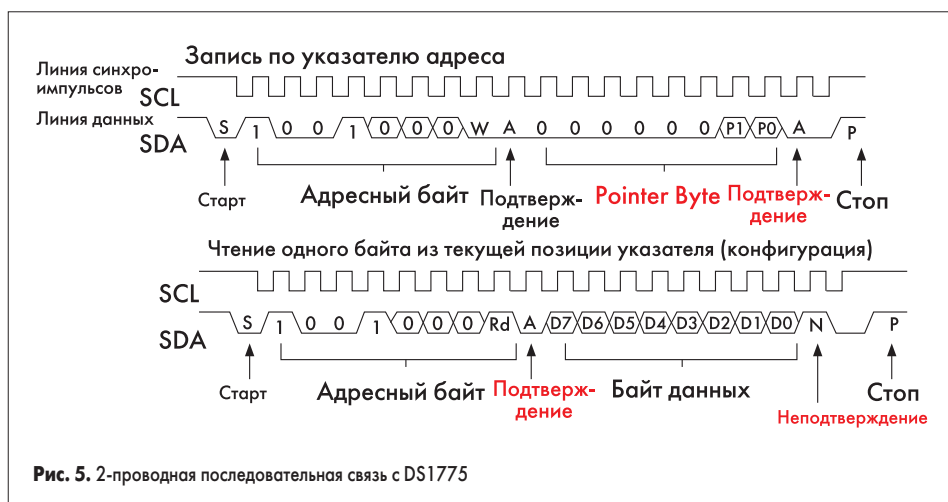 Запись по указателю адреса
Линия синхро-
импульсов
SCL
Линия данных
SDA
S 1 0 0 1 0 0 0 W A 0 0 0 0 0 0 P1 P0 A P
Старт
Адресный байт
Подтверж-
дение
Pointer Byte
Подтверж-
дение
Стоп
Чтение одного байта из текущей позиции указателя (конфигурация)
SCL
SDA
S 1 0 0 1 0 0 0 Rd A D7 D6 D5 D4 D3 D2 D1 D0 N P
Старт
Адресный байт
Подтверж-
дение
Байт данных
Неподтверждение
Стоп
Рис. 5. 2-проводная последовательная связь с DS1775